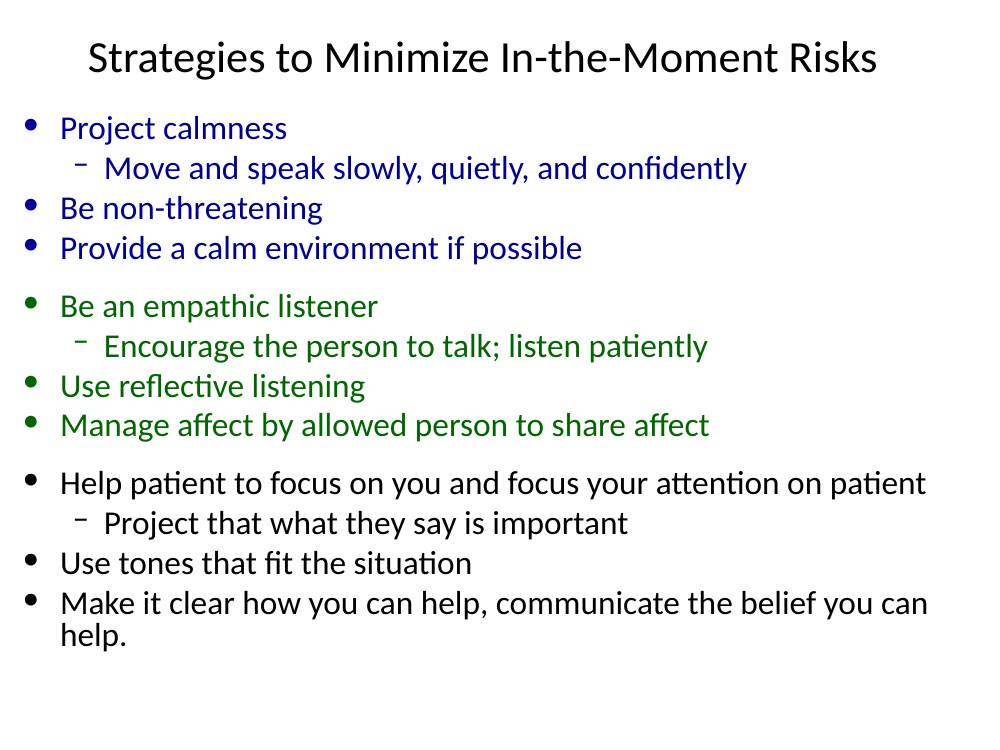 Strategies to Minimize In-the-Moment Risks
• Project calmness
– Move and speak slowly, quietly, and confidently
• Be non-threatening
• Provide a calm environment if possible
• Be an empathic listener
– Encourage the person to talk; listen patiently
• Use reflective listening
• Manage affect by allowed person to share affect
• Help patient to focus on you and focus your attention on patient
– Project that what they say is important
• Use tones that fit the situation
• Make it clear how you can help, communicate the belief you can
help.